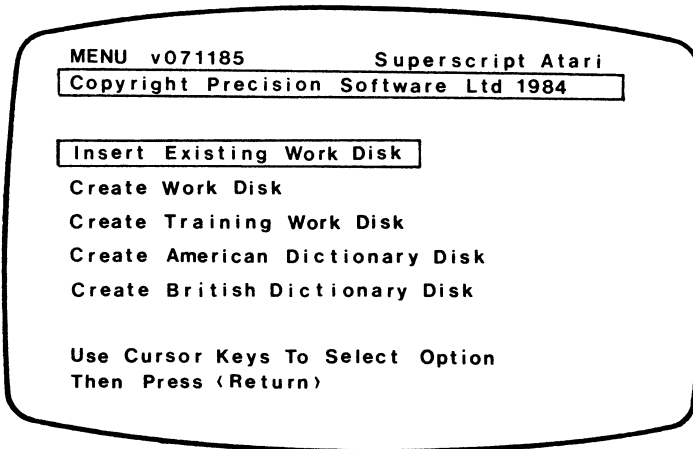 MENU v071185 Superscript Atari
Copyright Precision Software Ltd 1984
Insert Existing Work Disk
Create Work Disk
Create Training Work Disk
Create American Dictionary Disk
Create British Dictionary Disk
Use Cursor Keys To Select Option
Then Press <Return>